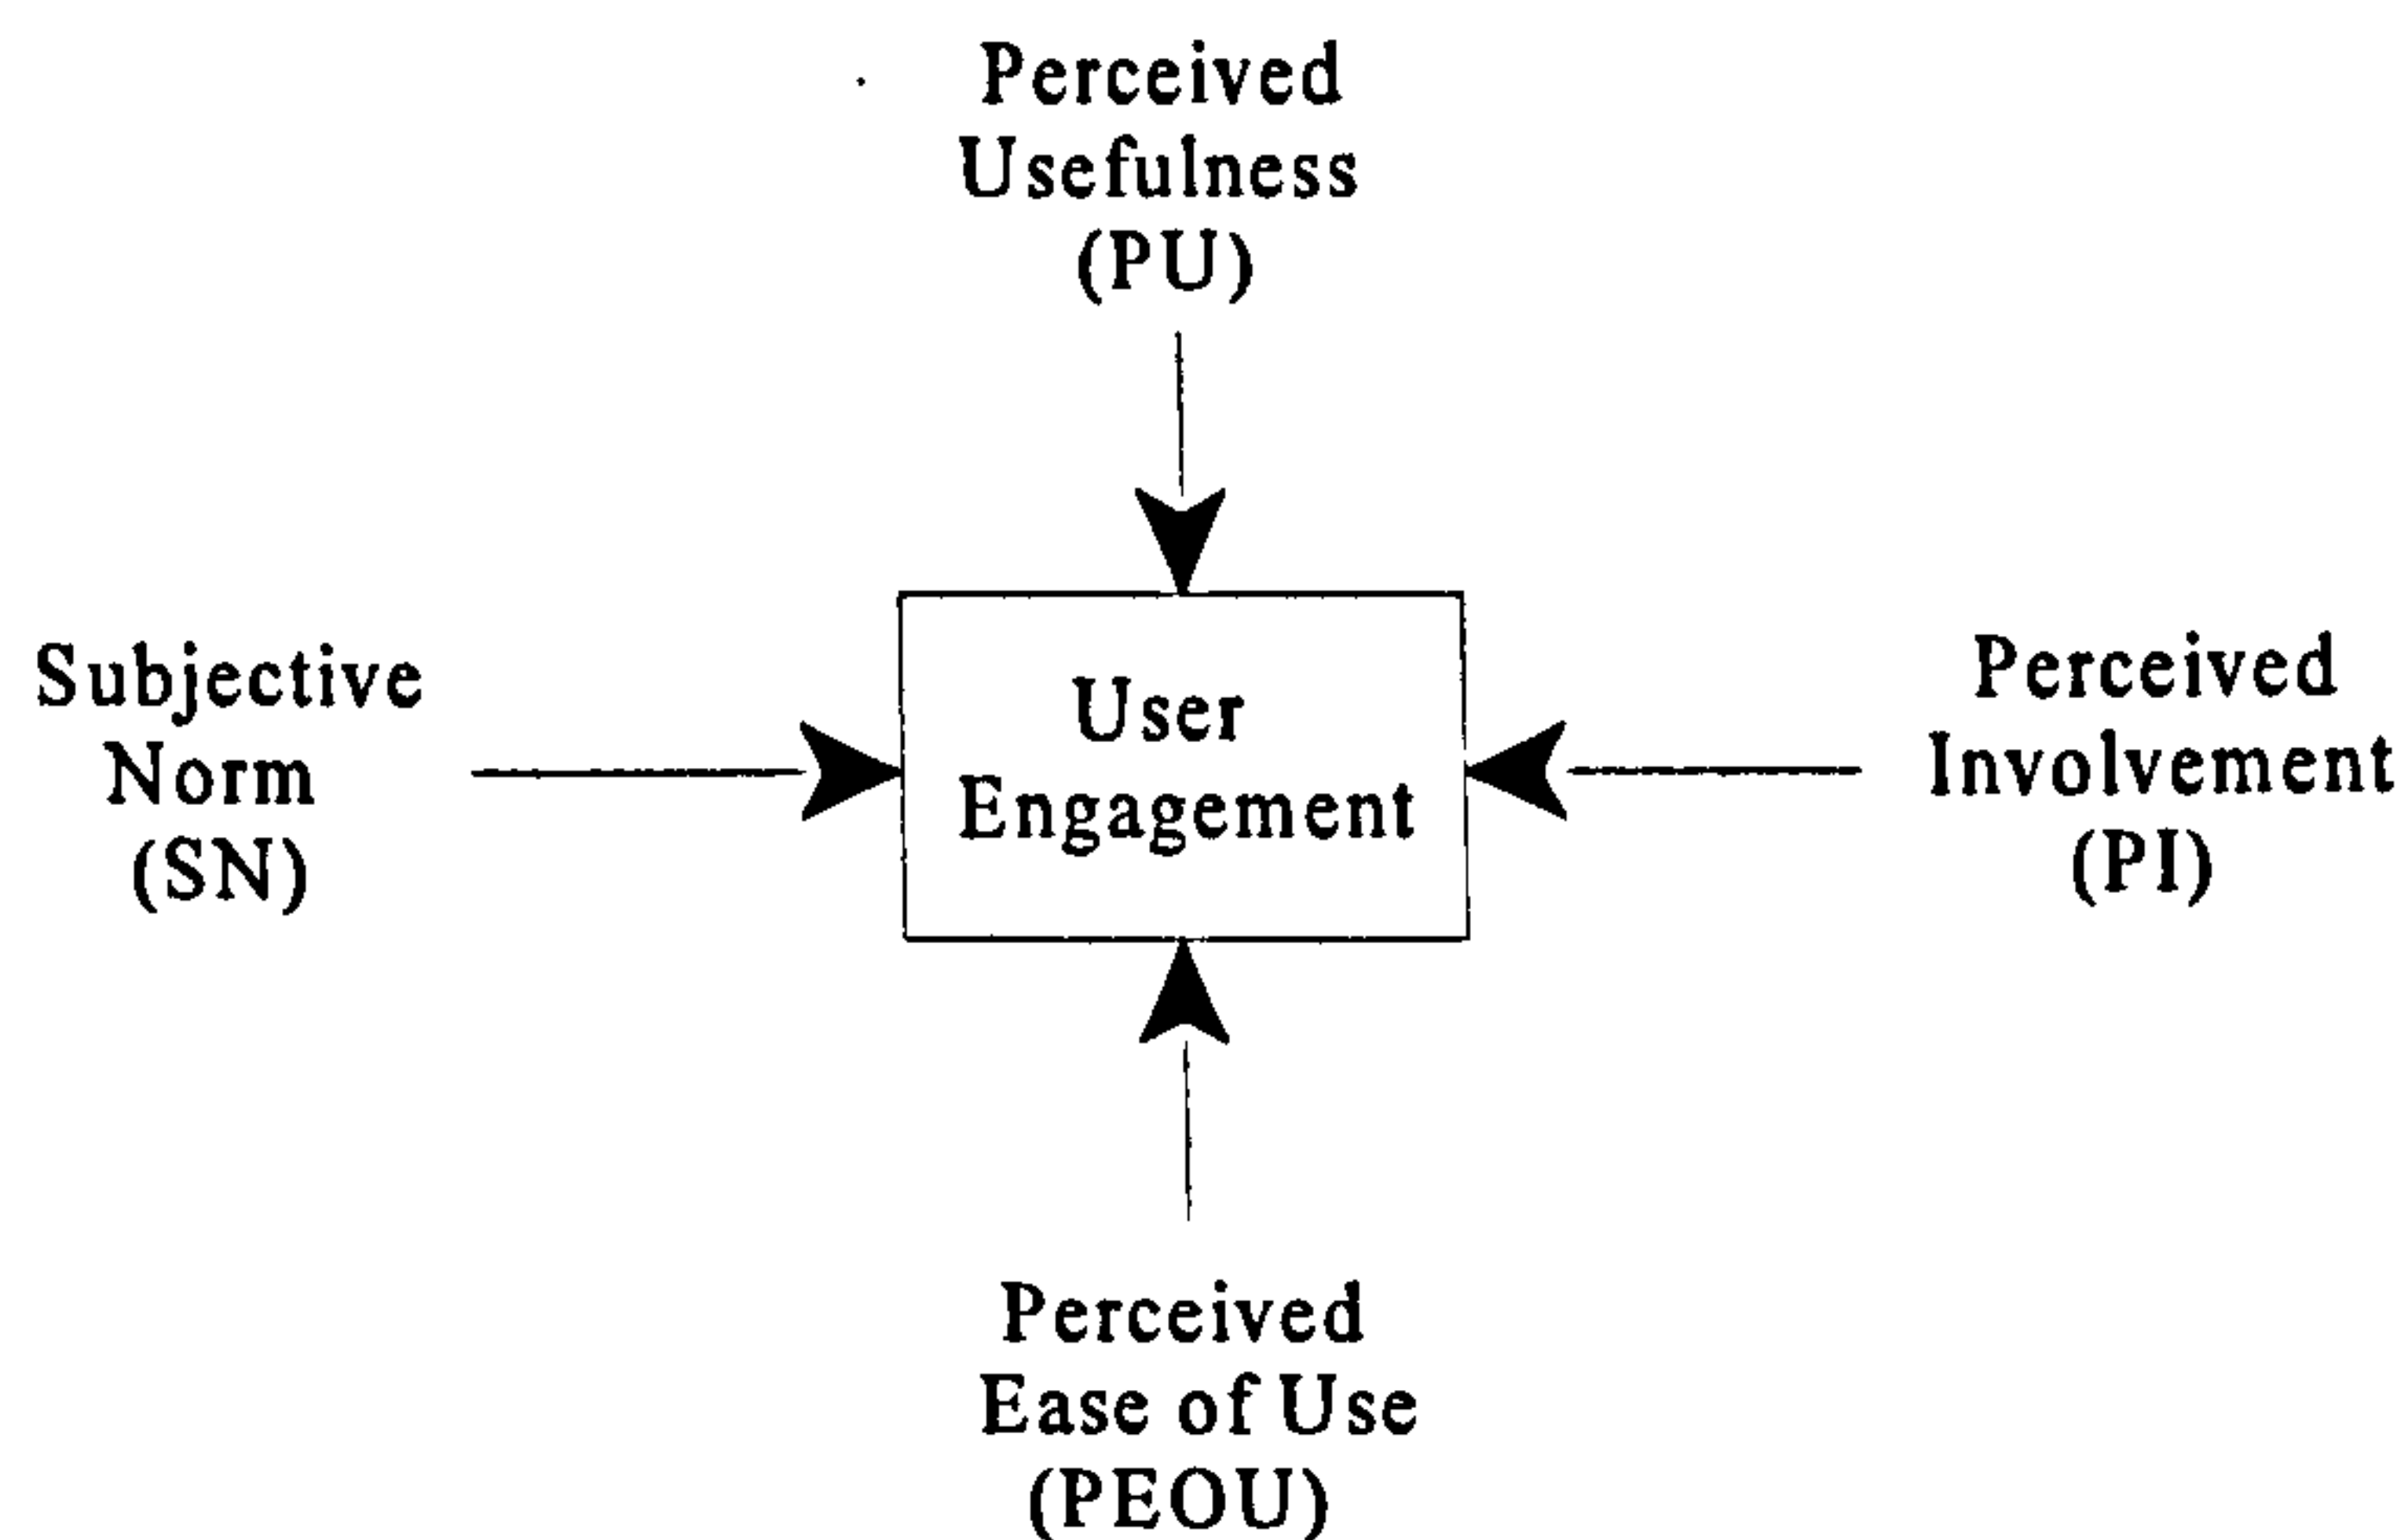 Perceived
Usefulness
(PU)
Subjective
Norm
(SN)
User
Engagement
Perceived
Involvement
(PI)
Perceived
Ease of Use
(PEOU)